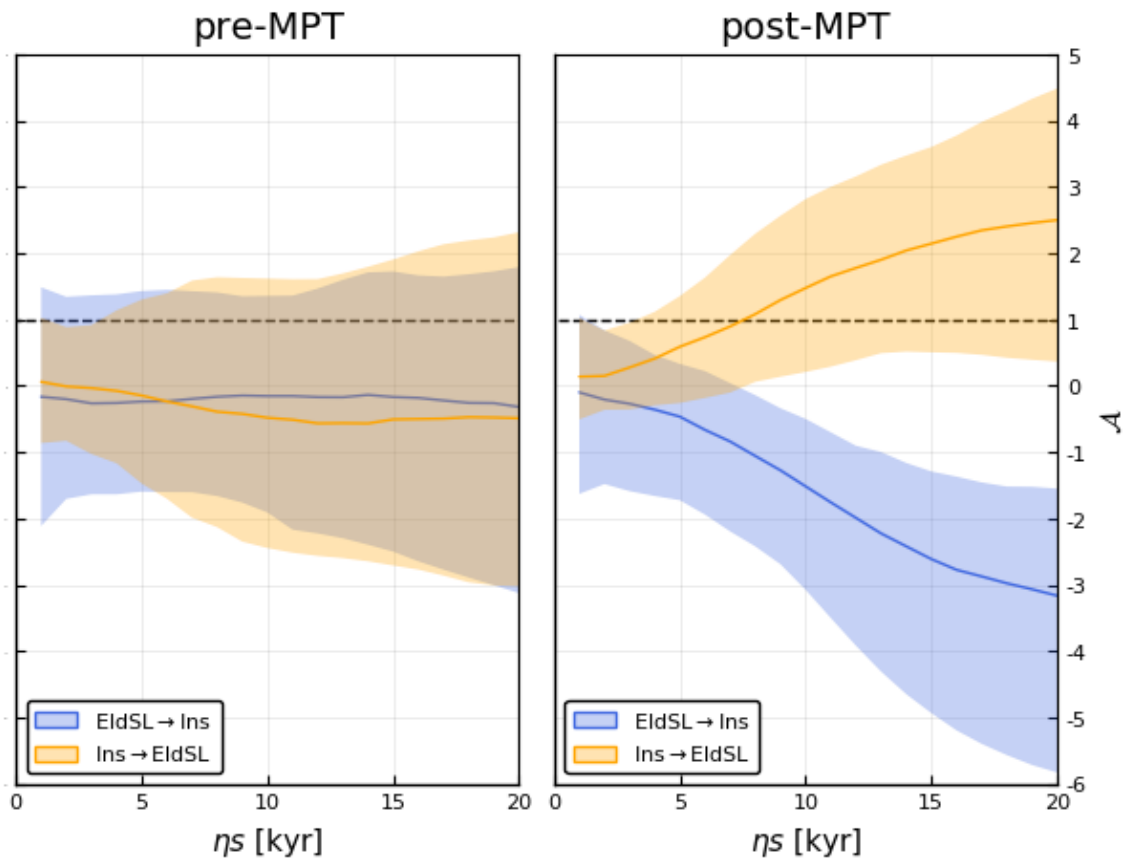 pre-MPT
post-MPT
5
4
3
2
1
0
-1
-2
-3
-4
-5
-6
𝒜
EldSL → Ins
Ins → EldSL
EldSL → Ins
Ins → EldSL
0 5 10 15 20
0 5 10 15 20
ηs [kyr]
ηs [kyr]